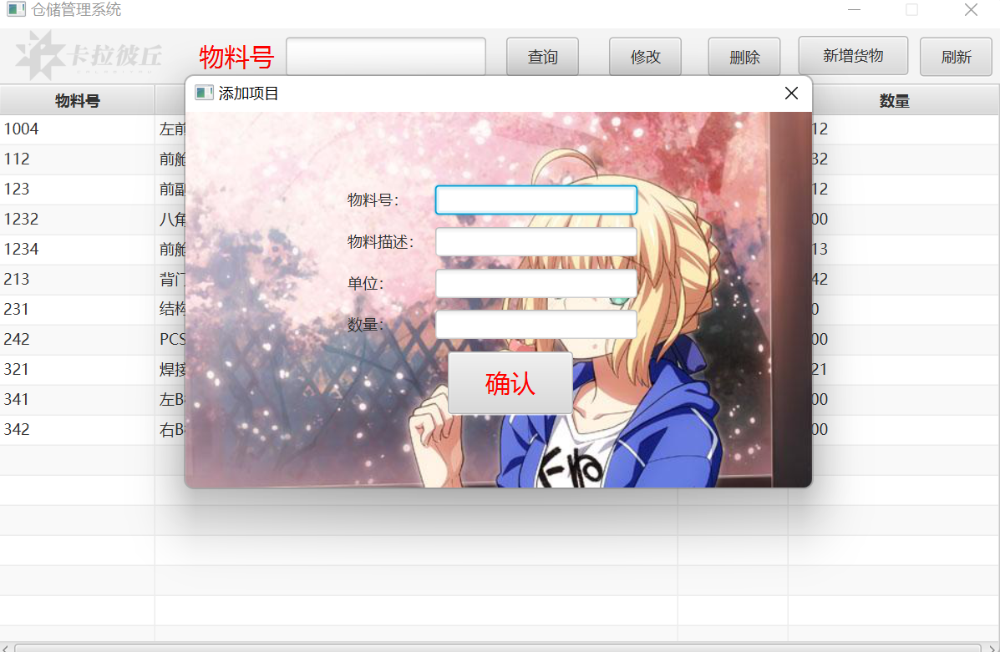 仓储管理系统
卡拉彼丘
物料号
查询
修改
删除
新增货物
刷新
添加项目
物料号
数量
1004
左前
12
112
前舱
32
123
前副
12
1232
八角
00
1234
前舱
13
213
背门
42
231
结构
0
242
PCS
00
321
焊接
21
341
左B
00
342
右B
00
物料号：
物料描述：
单位：
数量：
确认